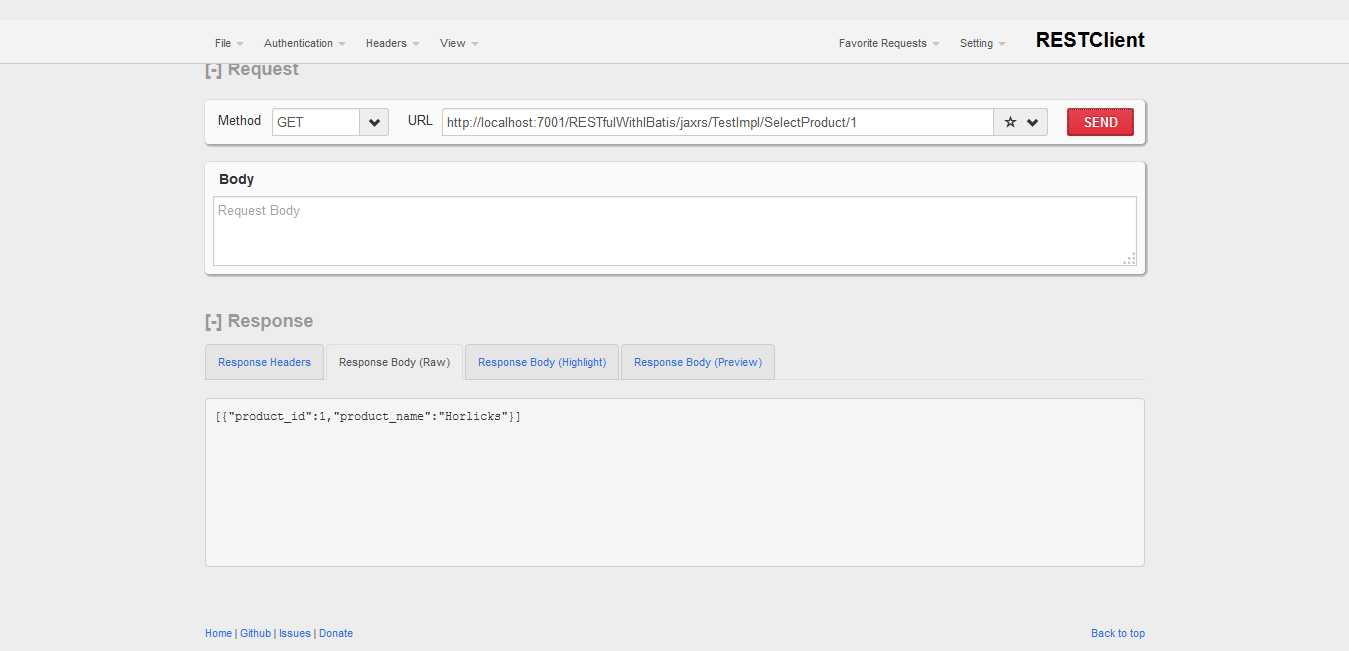 File Authentication Headers View Favorite Requests Setting RESTClient
[-] Request
Method GET URL http://localhost:7001/RESTfulWithIBatis/jaxrs/TestImpl/SelectProduct/1 SEND
Body
Request Body
[-] Response
Response Headers Response Body (Raw) Response Body (Highlight) Response Body (Preview)
[{"product_id":1,"product_name":"Horlicks"}]
Home | Github | Issues | Donate Back to top